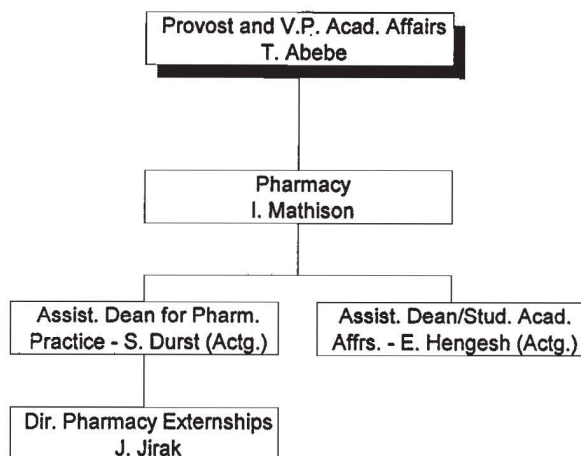 Provost and V.P. Acad. Affairs
T. Abebe
Pharmacy
I. Mathison
Assist. Dean for Pharm.
Practice - S. Durst (Actg.)
Assist. Dean/Stud. Acad.
Affrs. - E. Hengesh (Actg.)
Dir. Pharmacy Externships
J. Jirak